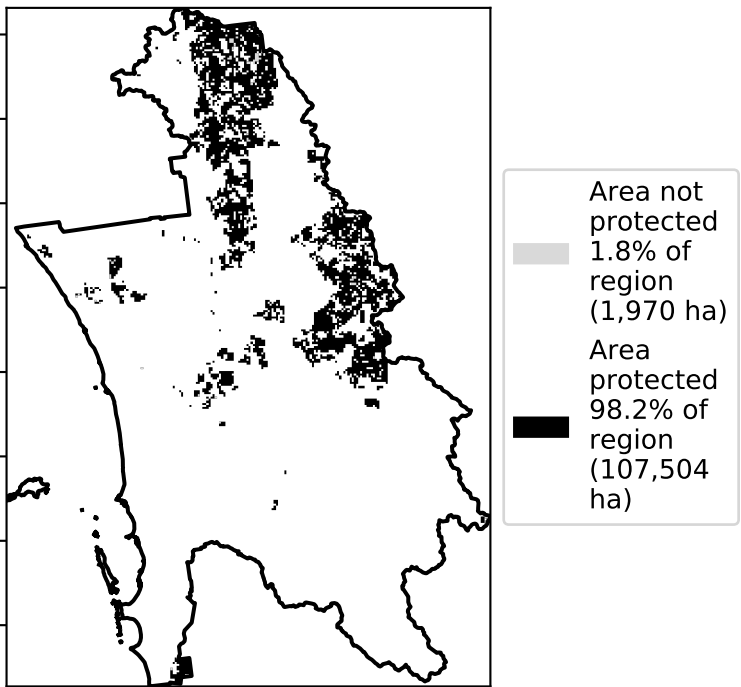 Area not
protected
1.8% of
region
(1,970 ha)
Area
protected
98.2% of
region
(107,504
ha)